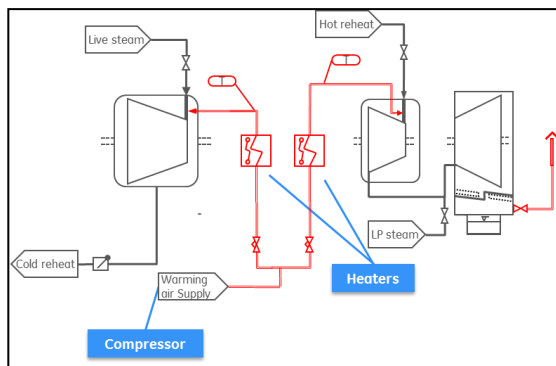 Live steam
Hot reheat
LP steam
Cold reheat
Warming
air Supply
Heaters
Compressor